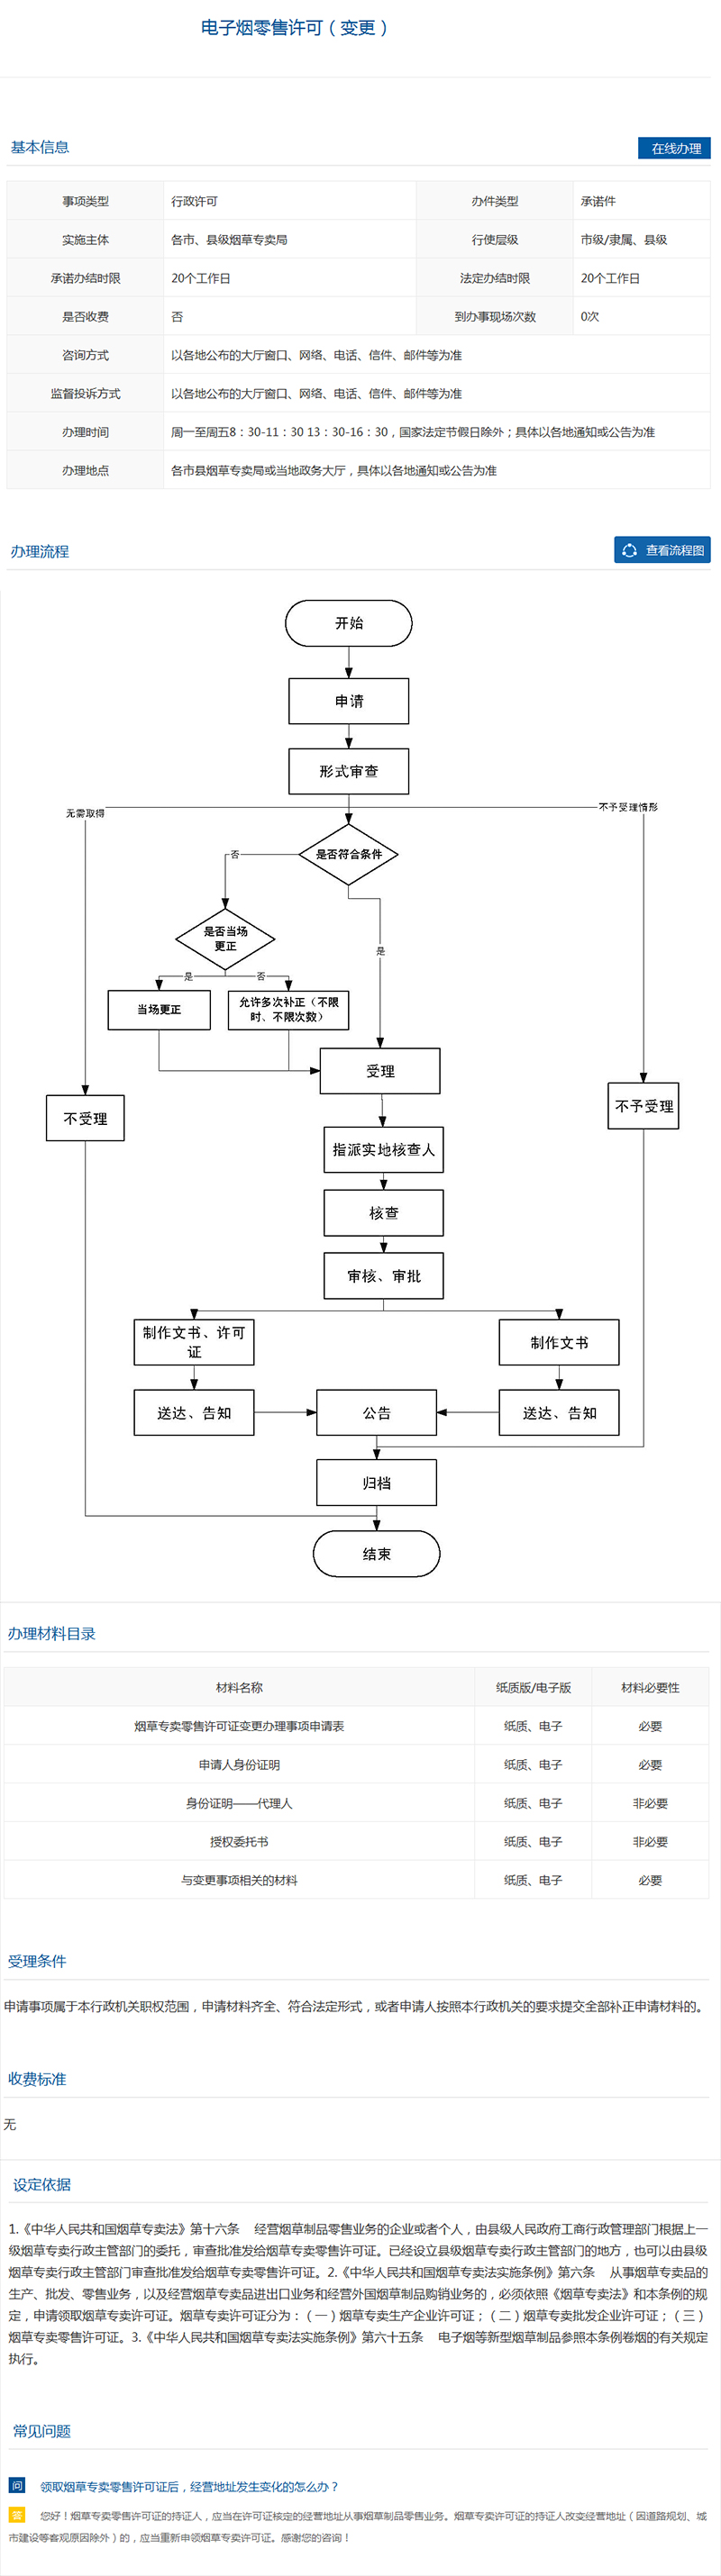 电子烟零售许可（变更）
基本信息
在线办理
事项类型 行政许可 办件类型 承诺件
实施主体 各市、县级烟草专卖局 行使层级 市级/隶属、县级
承诺办结时限 20个工作日 法定办结时限 20个工作日
是否收费 否 到办事现场次数 0次
咨询方式 以各地公布的大厅窗口、网络、电话、信件、邮件等为准
监督投诉方式 以各地公布的大厅窗口、网络、电话、信件、邮件等为准
办理时间 周一至周五8：30-11：30 13：30-16：30，国家法定节假日除外；具体以各地通知或公告为准
办理地点 各市县烟草专卖局或当地政务大厅，具体以各地通知或公告为准
办理流程
查看流程图
开始
申请
形式审查
无需取得
不予受理情形
是否符合条件
否
是否当场
更正
是
是
否
当场更正
允许多次补正（不限
时、不限次数）
受理
不受理
不予受理
指派实地核查人
核查
审核、审批
制作文书、许可
证
制作文书
送达、告知
公告
送达、告知
归档
结束
办理材料目录
材料名称 纸质版/电子版 材料必要性
烟草专卖零售许可证变更办理事项申请表 纸质、电子 必要
申请人身份证明 纸质、电子 必要
身份证明——代理人 纸质、电子 非必要
授权委托书 纸质、电子 非必要
与变更事项相关的材料 纸质、电子 必要
受理条件
申请事项属于本行政机关职权范围，申请材料齐全、符合法定形式，或者申请人按照本行政机关的要求提交全部补正申请材料的。
收费标准
无
设定依据
1.《中华人民共和国烟草专卖法》第十六条 经营烟草制品零售业务的企业或者个人，由县级人民政府工商行政管理部门根据上一
级烟草专卖行政主管部门的委托，审查批准发给烟草专卖零售许可证。已经设立县级烟草专卖行政主管部门的地方，也可以由县级
烟草专卖行政主管部门审查批准发给烟草专卖零售许可证。2.《中华人民共和国烟草专卖法实施条例》第六条 从事烟草专卖品的
生产、批发、零售业务，以及经营烟草专卖品进出口业务和经营外国烟草制品购销业务的，必须依照《烟草专卖法》和本条例的规
定，申请领取烟草专卖许可证。烟草专卖许可证分为：（一）烟草专卖生产企业许可证；（二）烟草专卖批发企业许可证；（三）
烟草专卖零售许可证。3.《中华人民共和国烟草专卖法实施条例》第六十五条 电子烟等新型烟草制品参照本条例卷烟的有关规定
执行。
常见问题
问 领取烟草专卖零售许可证后，经营地址发生变化的怎么办？
答 您好！烟草专卖零售许可证的持证人，应当在许可证核定的经营地址从事烟草制品零售业务。烟草专卖许可证的持证人改变经营地址（因道路规划、城
市建设等客观原因除外）的，应当重新申领烟草专卖许可证。感谢您的咨询！